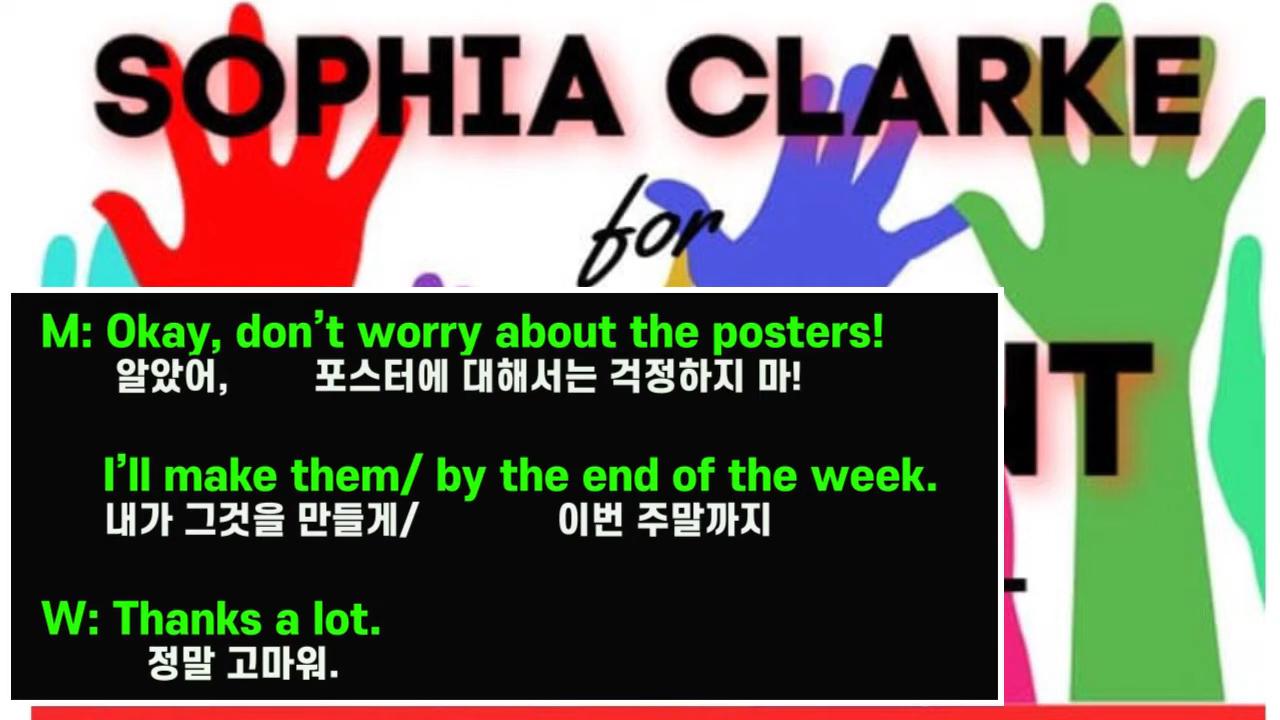 SOPHIA CLARKE
for
NT
M: Okay, don't worry about the posters!
알았어, 포스터에 대해서는 걱정하지 마!
I'll make them/ by the end of the week.
내가 그것을 만들게/ 이번 주말까지
W: Thanks a lot.
정말 고마워.